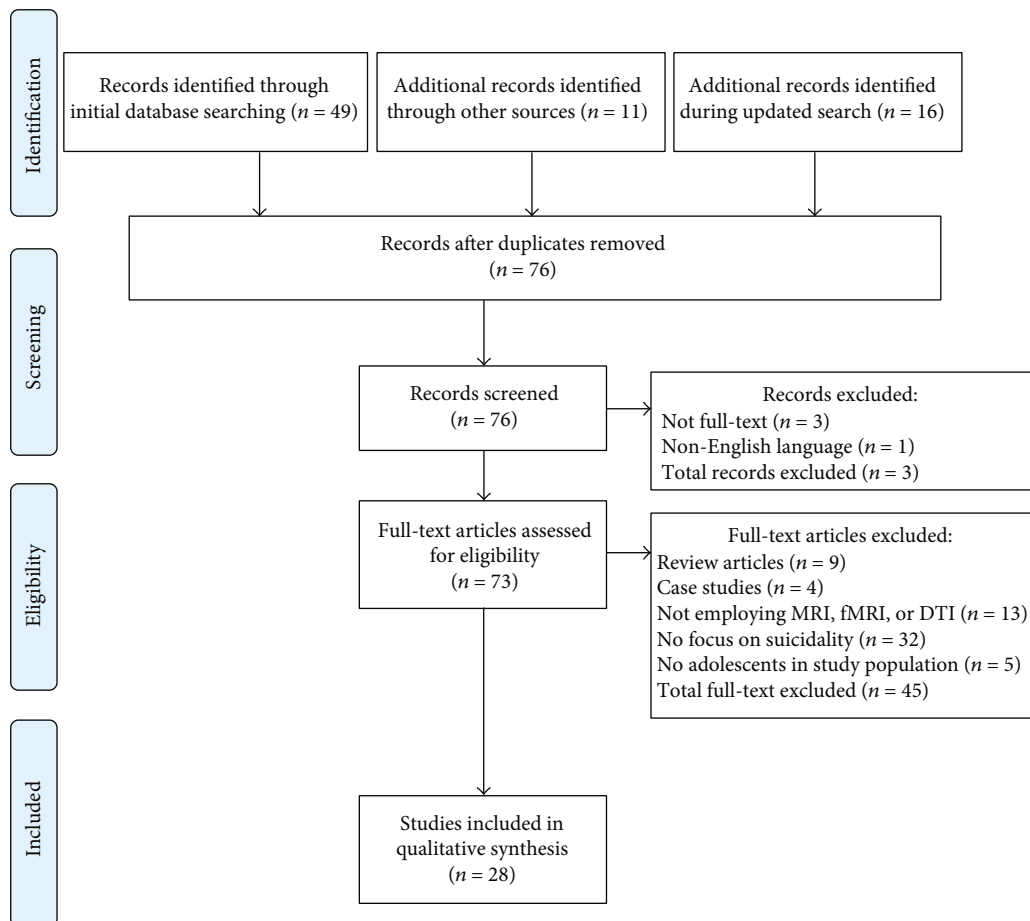 Identification
Records identified through
initial database searching (n = 49)
Additional records identified
through other sources (n = 11)
Additional records identified
during updated search (n = 16)
Records after duplicates removed
(n = 76)
Screening
Records screened
(n = 76)
Records excluded:
Not full-text (n = 3)
Non-English language (n = 1)
Total records excluded (n = 3)
Eligibility
Full-text articles assessed
for eligibility
(n = 73)
Full-text articles excluded:
Review articles (n = 9)
Case studies (n = 4)
Not employing MRI, fMRI, or DTI (n = 13)
No focus on suicidality (n = 32)
No adolescents in study population (n = 5)
Total full-text excluded (n = 45)
Included
Studies included in
qualitative synthesis
(n = 28)